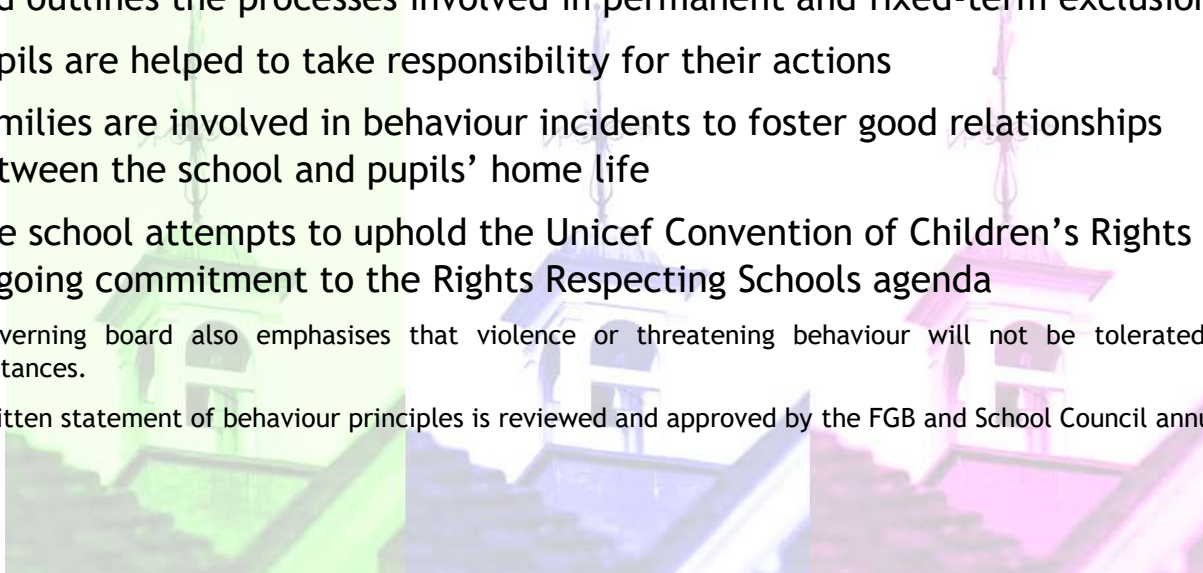 d outlines the processes involved in permanent and fixed-term exclusion
pils are helped to take responsibility for their actions
milies are involved in behaviour incidents to foster good relationships
tween the school and pupils’ home life
e school attempts to uphold the Unicef Convention of Children’s Rights
going commitment to the Rights Respecting Schools agenda
verning board also emphasises that violence or threatening behaviour will not be tolerated
tances.
itten statement of behaviour principles is reviewed and approved by the FGB and School Council annu